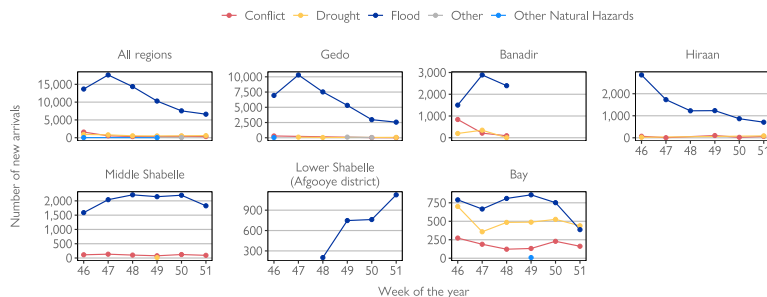 Conflict Drought Flood Other Other Natural Hazards
All regions Gedo Banadir Hiraan
15,000 10,000 3,000
10,000 7,500 2,000 2,000
5,000 5,000 1,000 1,000
2,500
0 0 0 0
46 47 48 49 50 51
Middle Shabelle Lower Shabelle Bay
(Afgooye district)
2,000 900 750
1,500
1,000 600 500
500 250
0 300 0
46 47 48 49 50 51 46 47 48 49 50 51 46 47 48 49 50 51
Number of new arrivals
Week of the year